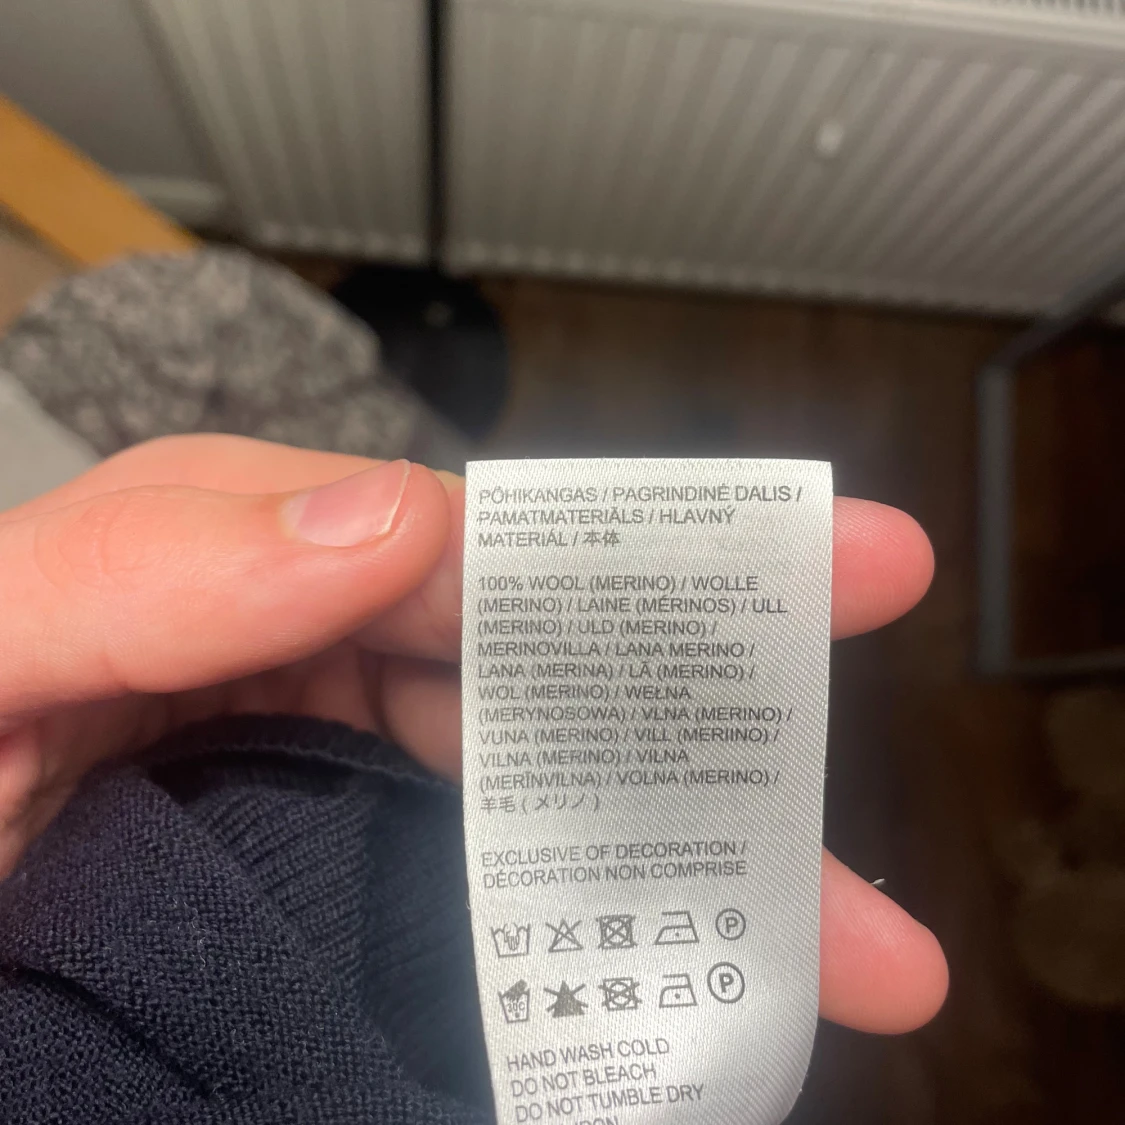 PÕHIKANGAS / PAGRINDINĖ DALIS /
PAMATMATERIĀLS / HLAVNÝ
MATERIÁL / 本体
100% WOOL (MERINO) / WOLLE
(MERINO) / LAINE (MÉRINOS) / ULL
(MERINO) / ULD (MERINO) /
MERINOVILLA / LANA MERINO /
LANA (MERINA) / LÃ (MERINO) /
WOL (MERINO) / WEŁNA
(MERYNOSOWA) / VLNA (MERINO) /
VUNA (MERINO) / VILL (MERIINO) /
VILNA (MERINO) / VILNA
(MERĪNVILNA) / VOLNA (MERINO) /
羊毛 ( メリノ )
EXCLUSIVE OF DECORATION /
DÉCORATION NON COMPRISE
P
P
HAND WASH COLD
DO NOT BLEACH
DO NOT TUMBLE DRY